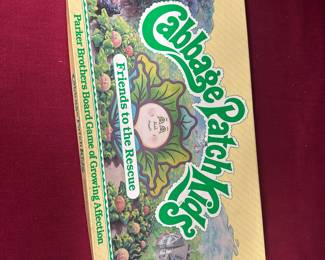 Cabbage Patch Kids
Friends to the Rescue
Parker Brothers Board Game of Growing Affection